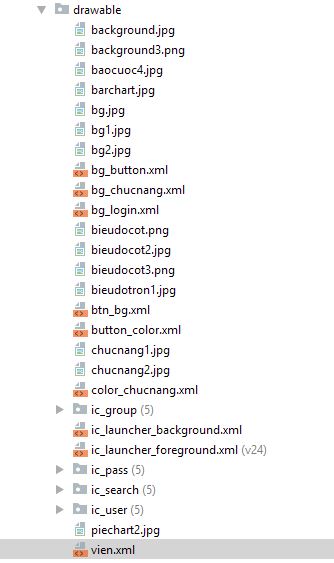 drawable
background.jpg
background3.png
baocuoc4.jpg
barchart.jpg
bg.jpg
bg1.jpg
bg2.jpg
bg_button.xml
bg_chucnang.xml
bg_login.xml
bieudocot.png
bieudocot2.jpg
bieudocot3.png
bieudotron1.jpg
btn_bg.xml
button_color.xml
chucnang1.jpg
chucnang2.jpg
color_chucnang.xml
ic_group (5)
ic_launcher_background.xml
ic_launcher_foreground.xml (v24)
ic_pass (5)
ic_search (5)
ic_user (5)
piechart2.jpg
vien.xml